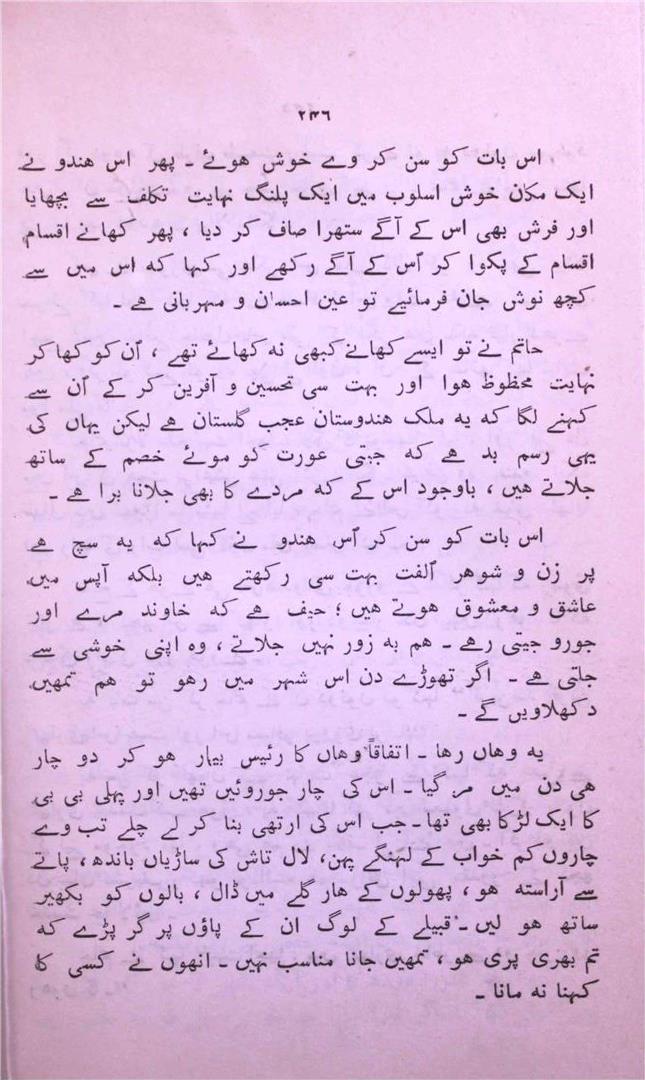 ۲۳۶
اس بات کو سن کر وے خوش ہوئے ۔ پھر اس ہندو نے
ایک مکان خوش اسلوب میں ایک پلنگ نہایت تکلف سے بچھایا
اور فرش بھی اس کے آگے ستھرا صاف کر دیا ، پھر کھانے اقسام
اقسام کے پکوا کر اُس کے آگے رکھے اور کہا کہ اس میں سے
کچھ نوش جان فرمائیے تو عین احسان و مہربانی ہے ۔
حاتم نے تو ایسے کھانے کبھی نہ کھائے تھے ، اُن کو کھا کر
نہایت محظوظ ہوا اور بہت سی تحسین و آفرین کر کے اُن سے
کہنے لگا کہ یہ ملک ہندوستان عجب گلستان ہے لیکن یہاں کی
یہی رسم بد ہے کہ جیتی عورت کو موئے خصم کے ساتھ
جلاتے ہیں ، باوجود اس کے کہ مردے کا بھی جلانا برا ہے ۔
اس بات کو سن کر اُس ہندو نے کہا کہ یہ سچ ہے
پر زن و شوہر اُلفت بہت سی رکھتے ہیں بلکہ آپس میں
عاشق و معشوق ہوتے ہیں ؛ حیف ہے کہ خاوند مرے اور
جورو جیتی رہے ۔ ہم بہ زور نہیں جلاتے ، وہ اپنی خوشی سے
جلتی ہے ۔ اگر تھوڑے دن اس شہر میں رہو تو ہم تمھیں
دکھلاویں گے ۔
یہ وہاں رہا ۔ اتفاقاً وہاں کا رئیس بیمار ہو کر دو چار
ہی دن میں مر گیا ۔ اس کی چار جوروئیں تھیں اور پہلی بی بی
کا ایک لڑکا بھی تھا ۔ جب اس کی ارتھی بنا کر لے چلے تب وے
چاروں کم خواب کے لہنگے پہن، لال تاش کی ساڑیاں باندھ ، پاتے
سے آراستہ ہو ، پھولوں کے ہار گلے میں ڈال ، بالوں کو بکھیر
ساتھ ہو لیں ۔ قبیلے کے لوگ ان کے پاؤں پر گر پڑے کہ
تم بھری پری ہو ، تمھیں جانا مناسب نہیں ۔ انھوں نے کسی کا
کہنا نہ مانا ۔